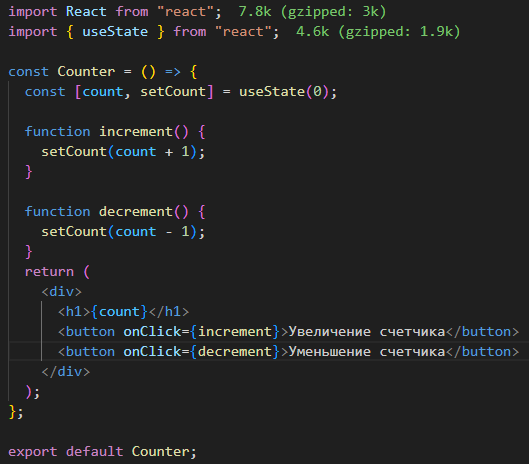 import React from "react";  7.8k (gzipped: 3k)
import { useState } from "react";  4.6k (gzipped: 1.9k)

const Counter = () => {
  const [count, setCount] = useState(0);

  function increment() {
    setCount(count + 1);
  }

  function decrement() {
    setCount(count - 1);
  }
  return (
    <div>
      <h1>{count}</h1>
      <button onClick={increment}>Увеличение счетчика</button>
      <button onClick={decrement}>Уменьшение счетчика</button>
    </div>
  );
};

export default Counter;